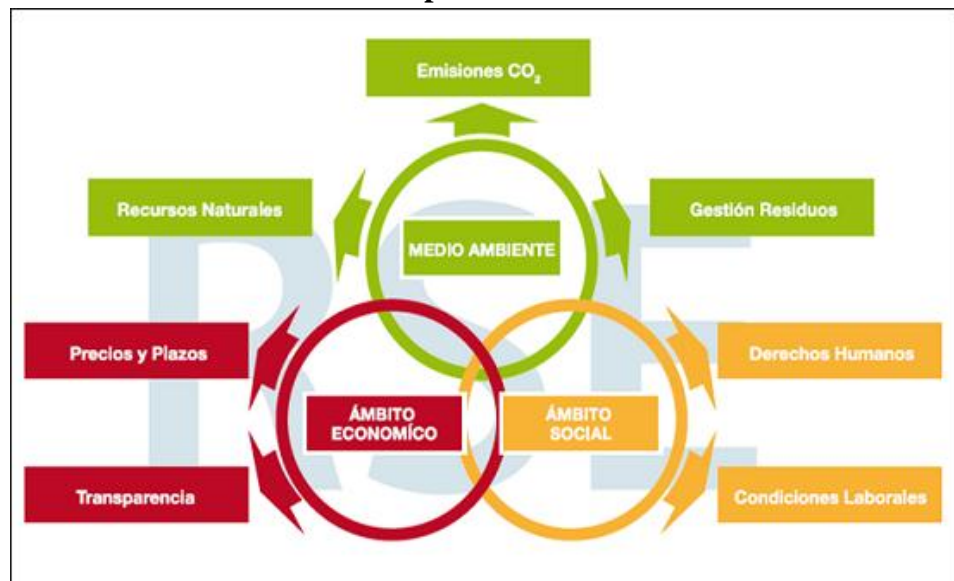 Emisiones CO₂
Recursos Naturales
Gestión Residuos
MEDIO AMBIENTE
RSE
Precios y Plazos
Derechos Humanos
ÁMBITO
ECONOMÍCO
ÁMBITO
SOCIAL
Transparencia
Condiciones Laborales